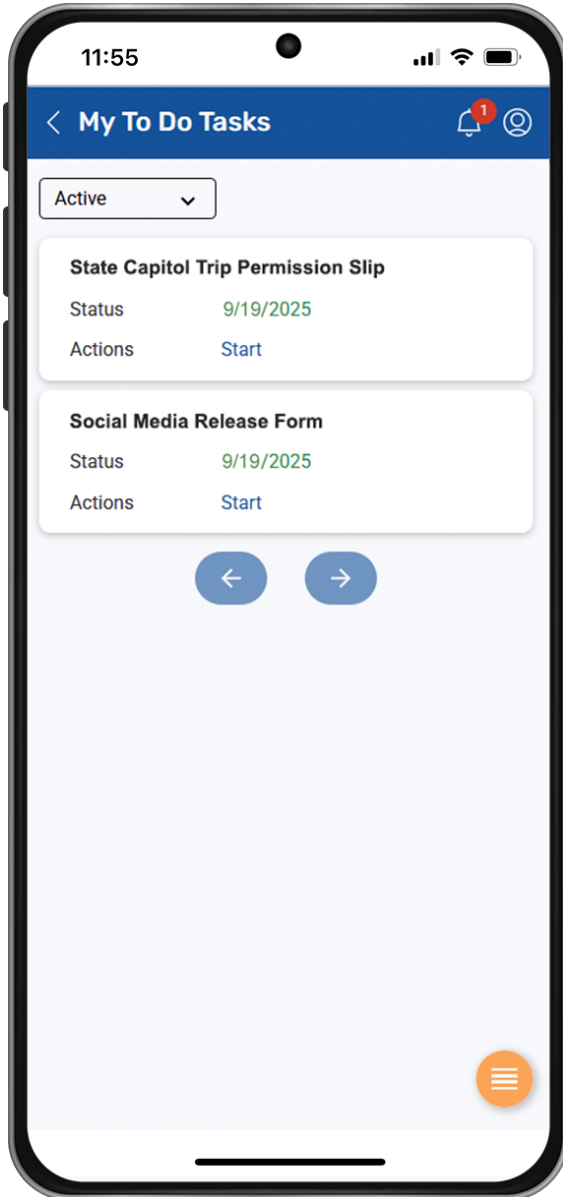 11:55
My To Do Tasks
1
Active
State Capitol Trip Permission Slip
Status 9/19/2025
Actions Start
Social Media Release Form
Status 9/19/2025
Actions Start